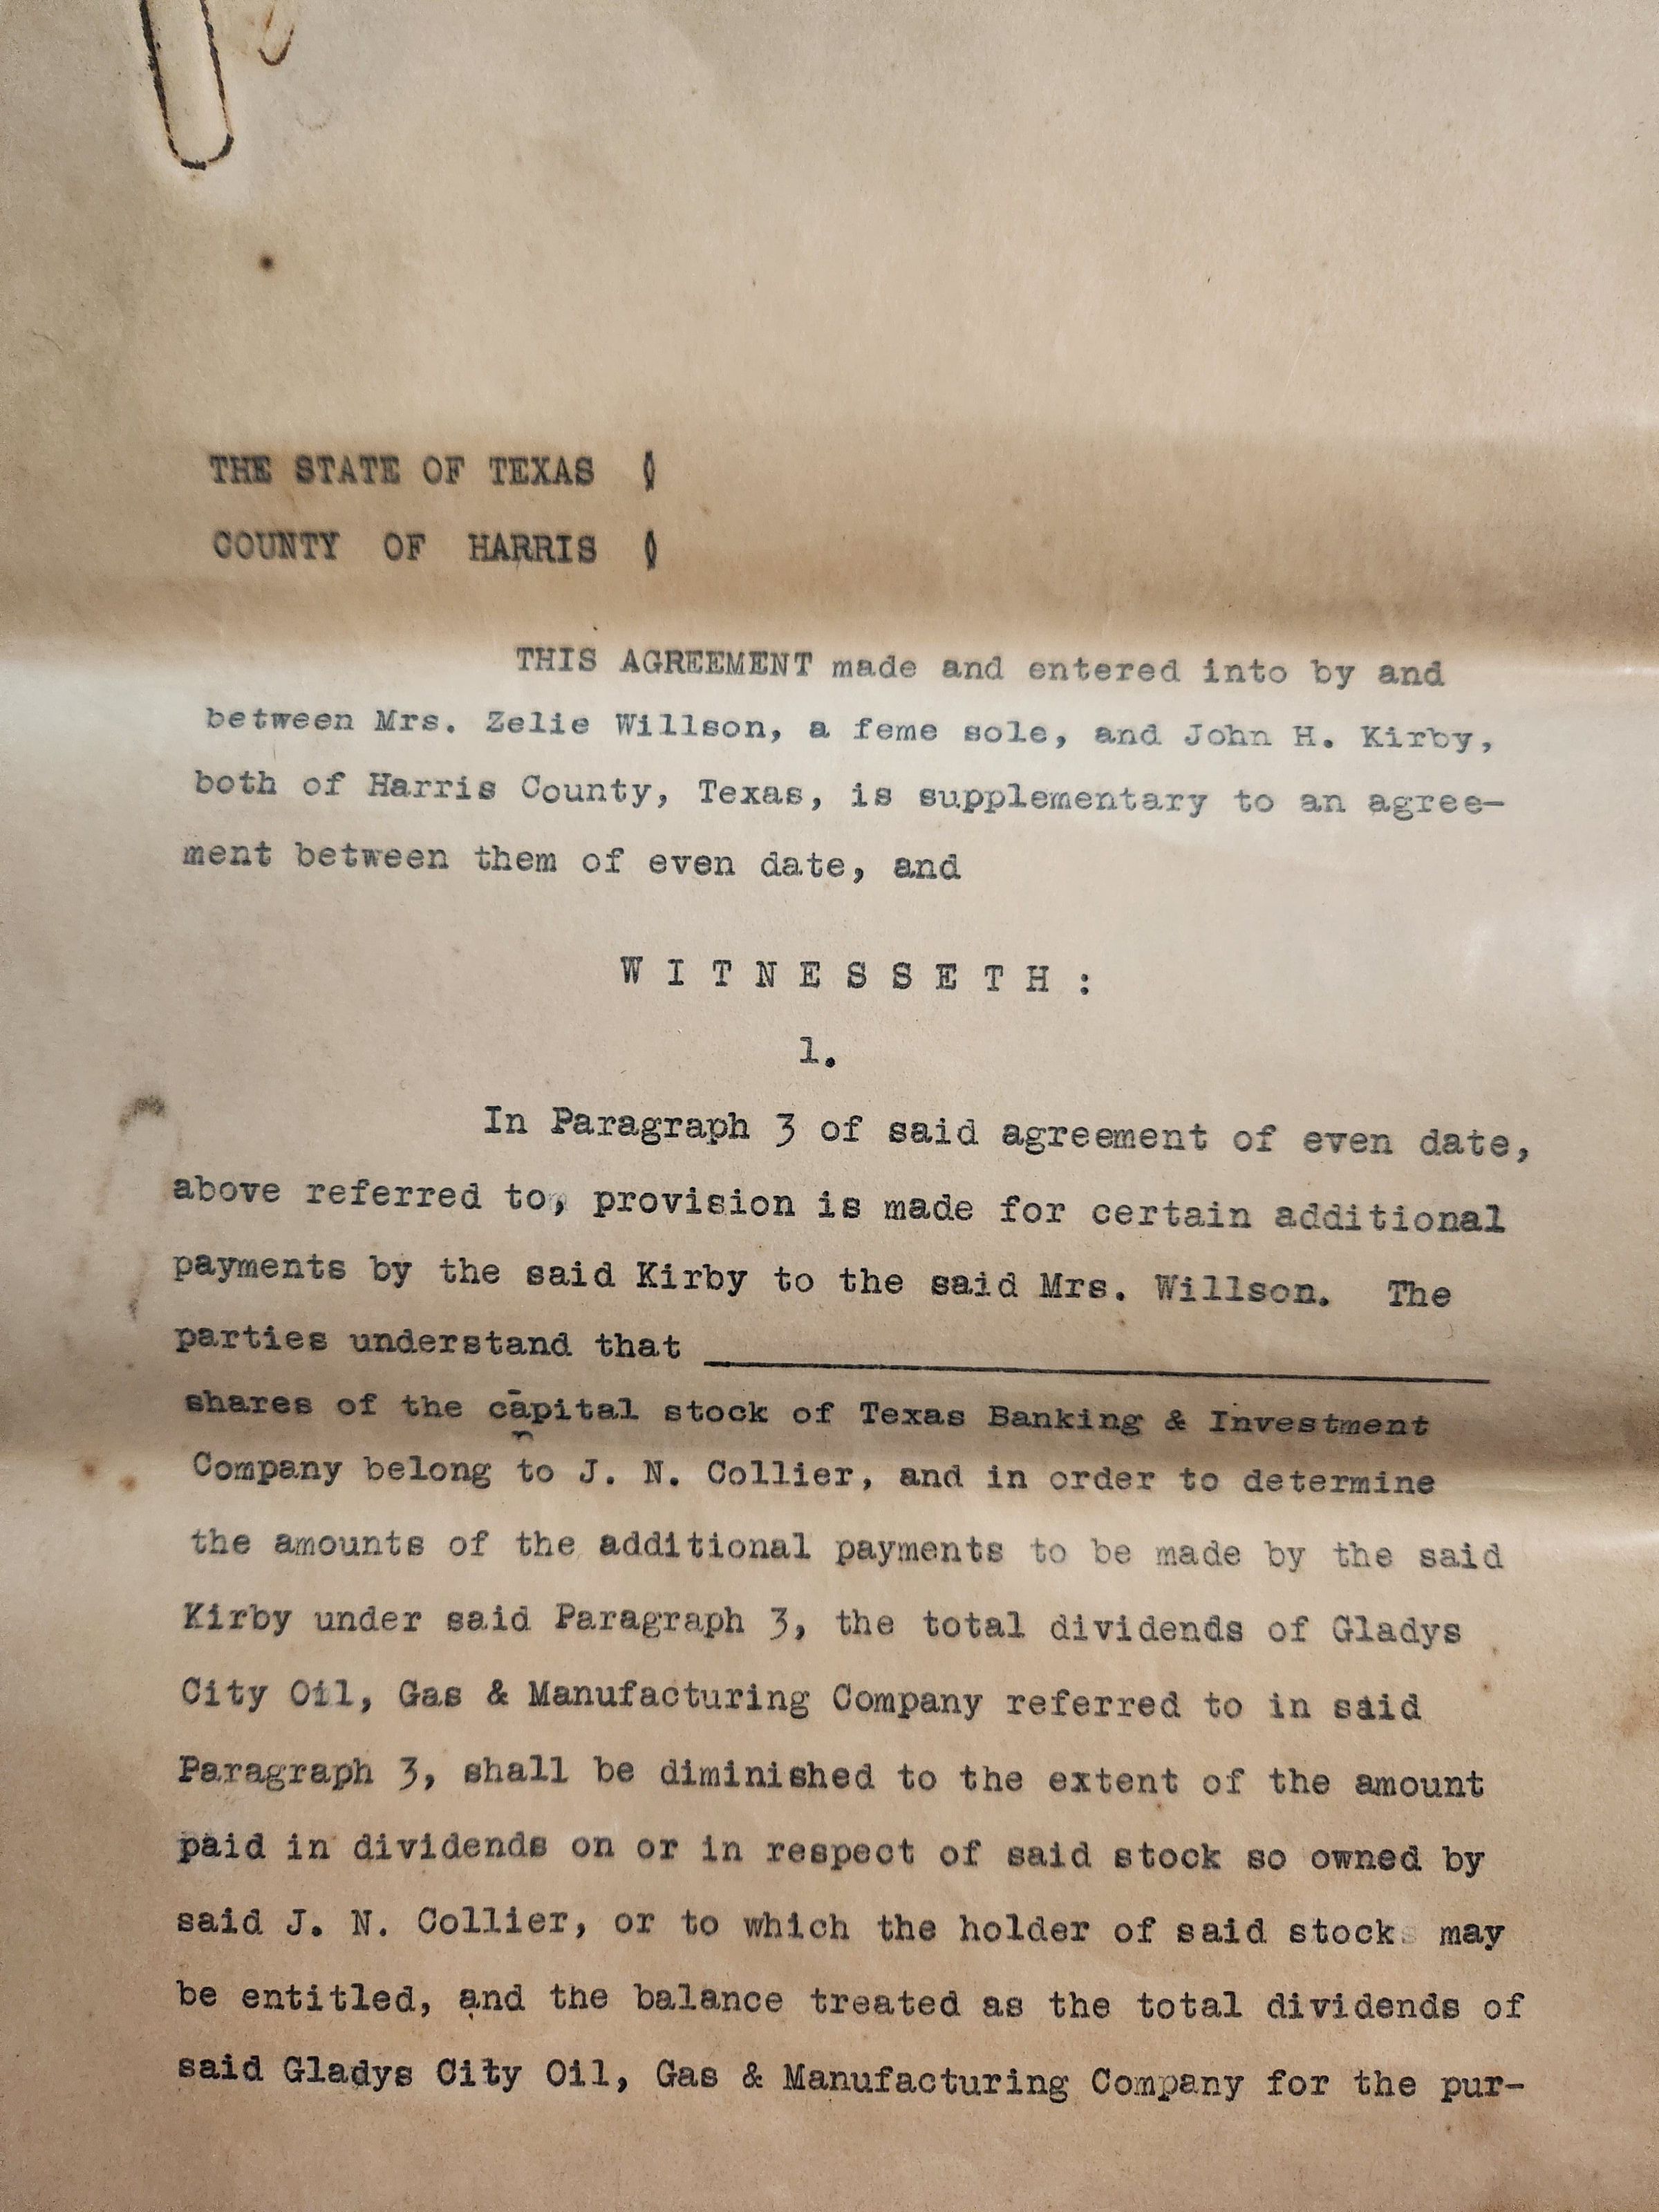 THE STATE OF TEXAS ()
COUNTY OF HARRIS ()
THIS AGREEMENT made and entered into by and
between Mrs. Zelie Willson, a feme sole, and John H. Kirby,
both of Harris County, Texas, is supplementary to an agree-
ment between them of even date, and
W I T N E S S E T H :
1.
In Paragraph 3 of said agreement of even date,
above referred to, provision is made for certain additional
payments by the said Kirby to the said Mrs. Willson. The
parties understand that ______________________
shares of the capital stock of Texas Banking & Investment
Company belong to J. N. Collier, and in order to determine
the amounts of the additional payments to be made by the said
Kirby under said Paragraph 3, the total dividends of Gladys
City Oil, Gas & Manufacturing Company referred to in said
Paragraph 3, shall be diminished to the extent of the amount
paid in dividends on or in respect of said stock so owned by
said J. N. Collier, or to which the holder of said stock may
be entitled, and the balance treated as the total dividends of
said Gladys City Oil, Gas & Manufacturing Company for the pur-